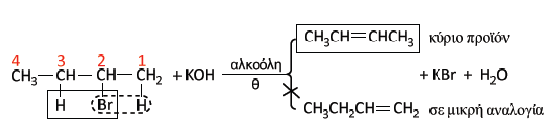 CH₃CH=CHCH₃ κύριο προϊόν
4 3 2 1
CH₃—CH—CH—CH₂ + KOH αλκοόλη θ + KBr + H₂O
H Br H
CH₃CH₂CH=CH₂ σε μικρή αναλογία